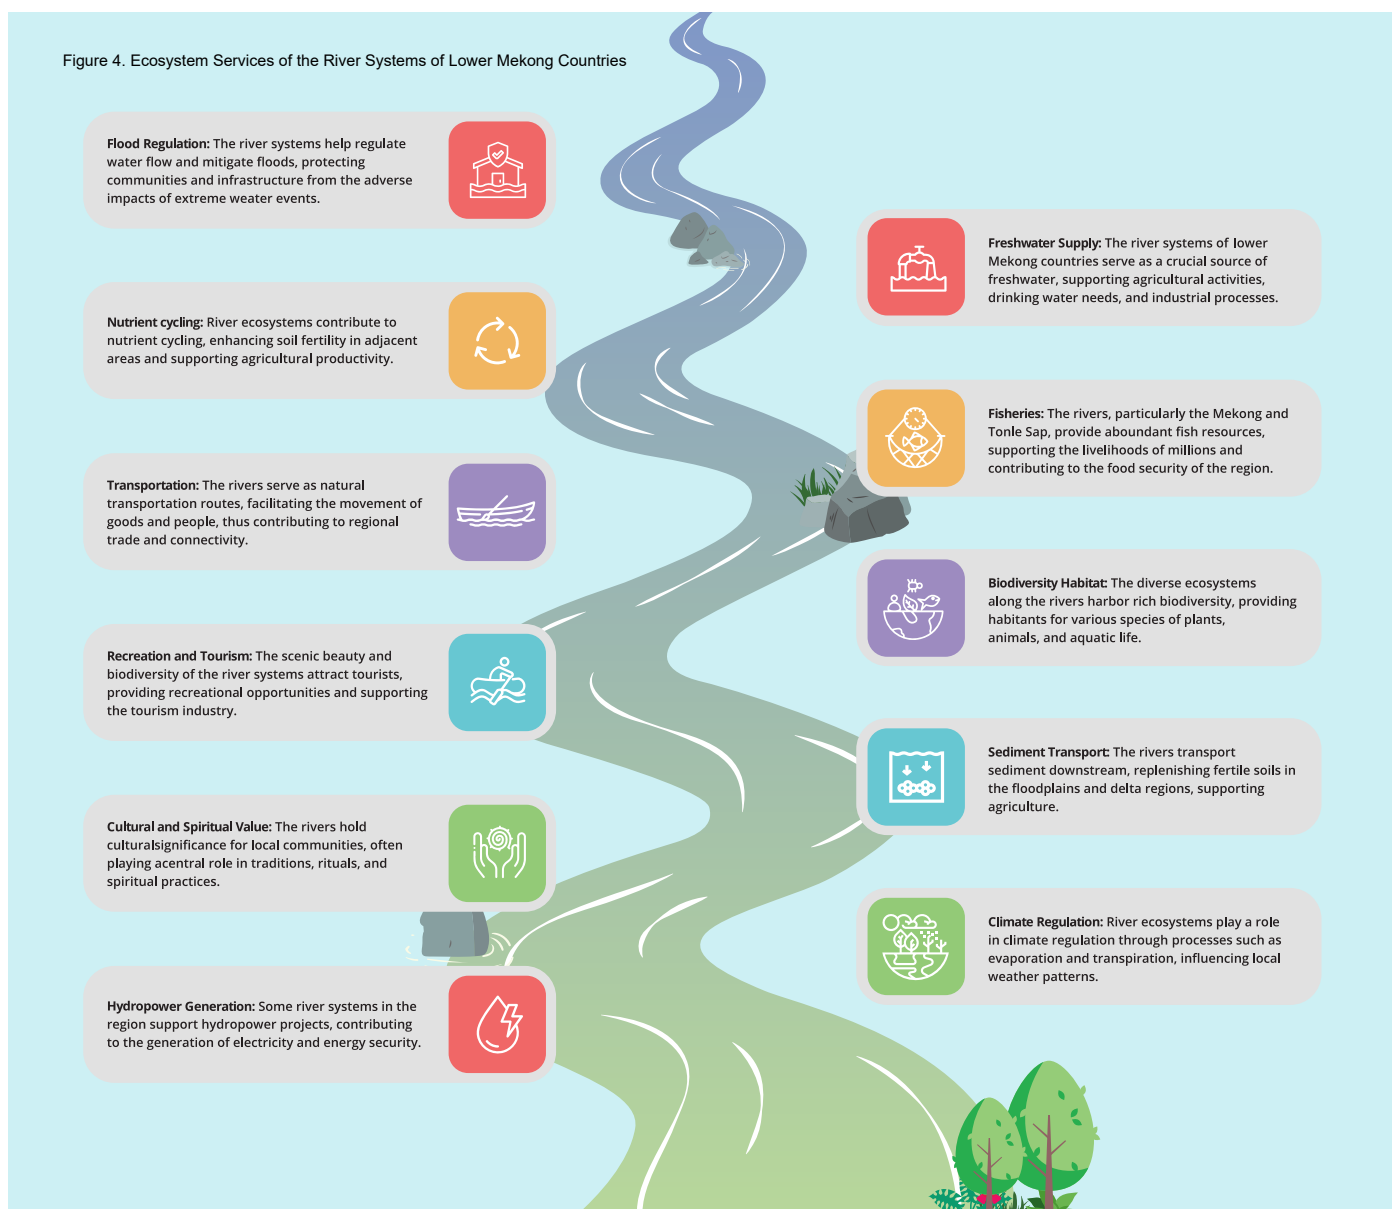 Figure 4. Ecosystem Services of the River Systems of Lower Mekong Countries
Flood Regulation: The river systems help regulate
water flow and mitigate floods, protecting
communities and infrastructure from the adverse
impacts of extreme weater events.
Nutrient cycling: River ecosystems contribute to
nutrient cycling, enhancing soil fertility in adjacent
areas and supporting agricultural productivity.
Transportation: The rivers serve as natural
transportation routes, facilitating the movement of
goods and people, thus contributing to regional
trade and connectivity.
Recreation and Tourism: The scenic beauty and
biodiversity of the river systems attract tourists,
providing recreational opportunities and supporting
the tourism industry.
Cultural and Spiritual Value: The rivers hold
culturalsignificance for local communities, often
playing acentral role in traditions, rituals, and
spiritual practices.
Hydropower Generation: Some river systems in the
region support hydropower projects, contributing
to the generation of electricity and energy security.
Freshwater Supply: The river systems of lower
Mekong countries serve as a crucial source of
freshwater, supporting agricultural activities,
drinking water needs, and industrial processes.
Fisheries: The rivers, particularly the Mekong and
Tonle Sap, provide aboundant fish resources,
supporting the livelihoods of millions and
contributing to the food security of the region.
Biodiversity Habitat: The diverse ecosystems
along the rivers harbor rich biodiversity, providing
habitants for various species of plants,
animals, and aquatic life.
Sediment Transport: The rivers transport
sediment downstream, replenishing fertile soils in
the floodplains and delta regions, supporting
agriculture.
Climate Regulation: River ecosystems play a role
in climate regulation through processes such as
evaporation and transpiration, influencing local
weather patterns.